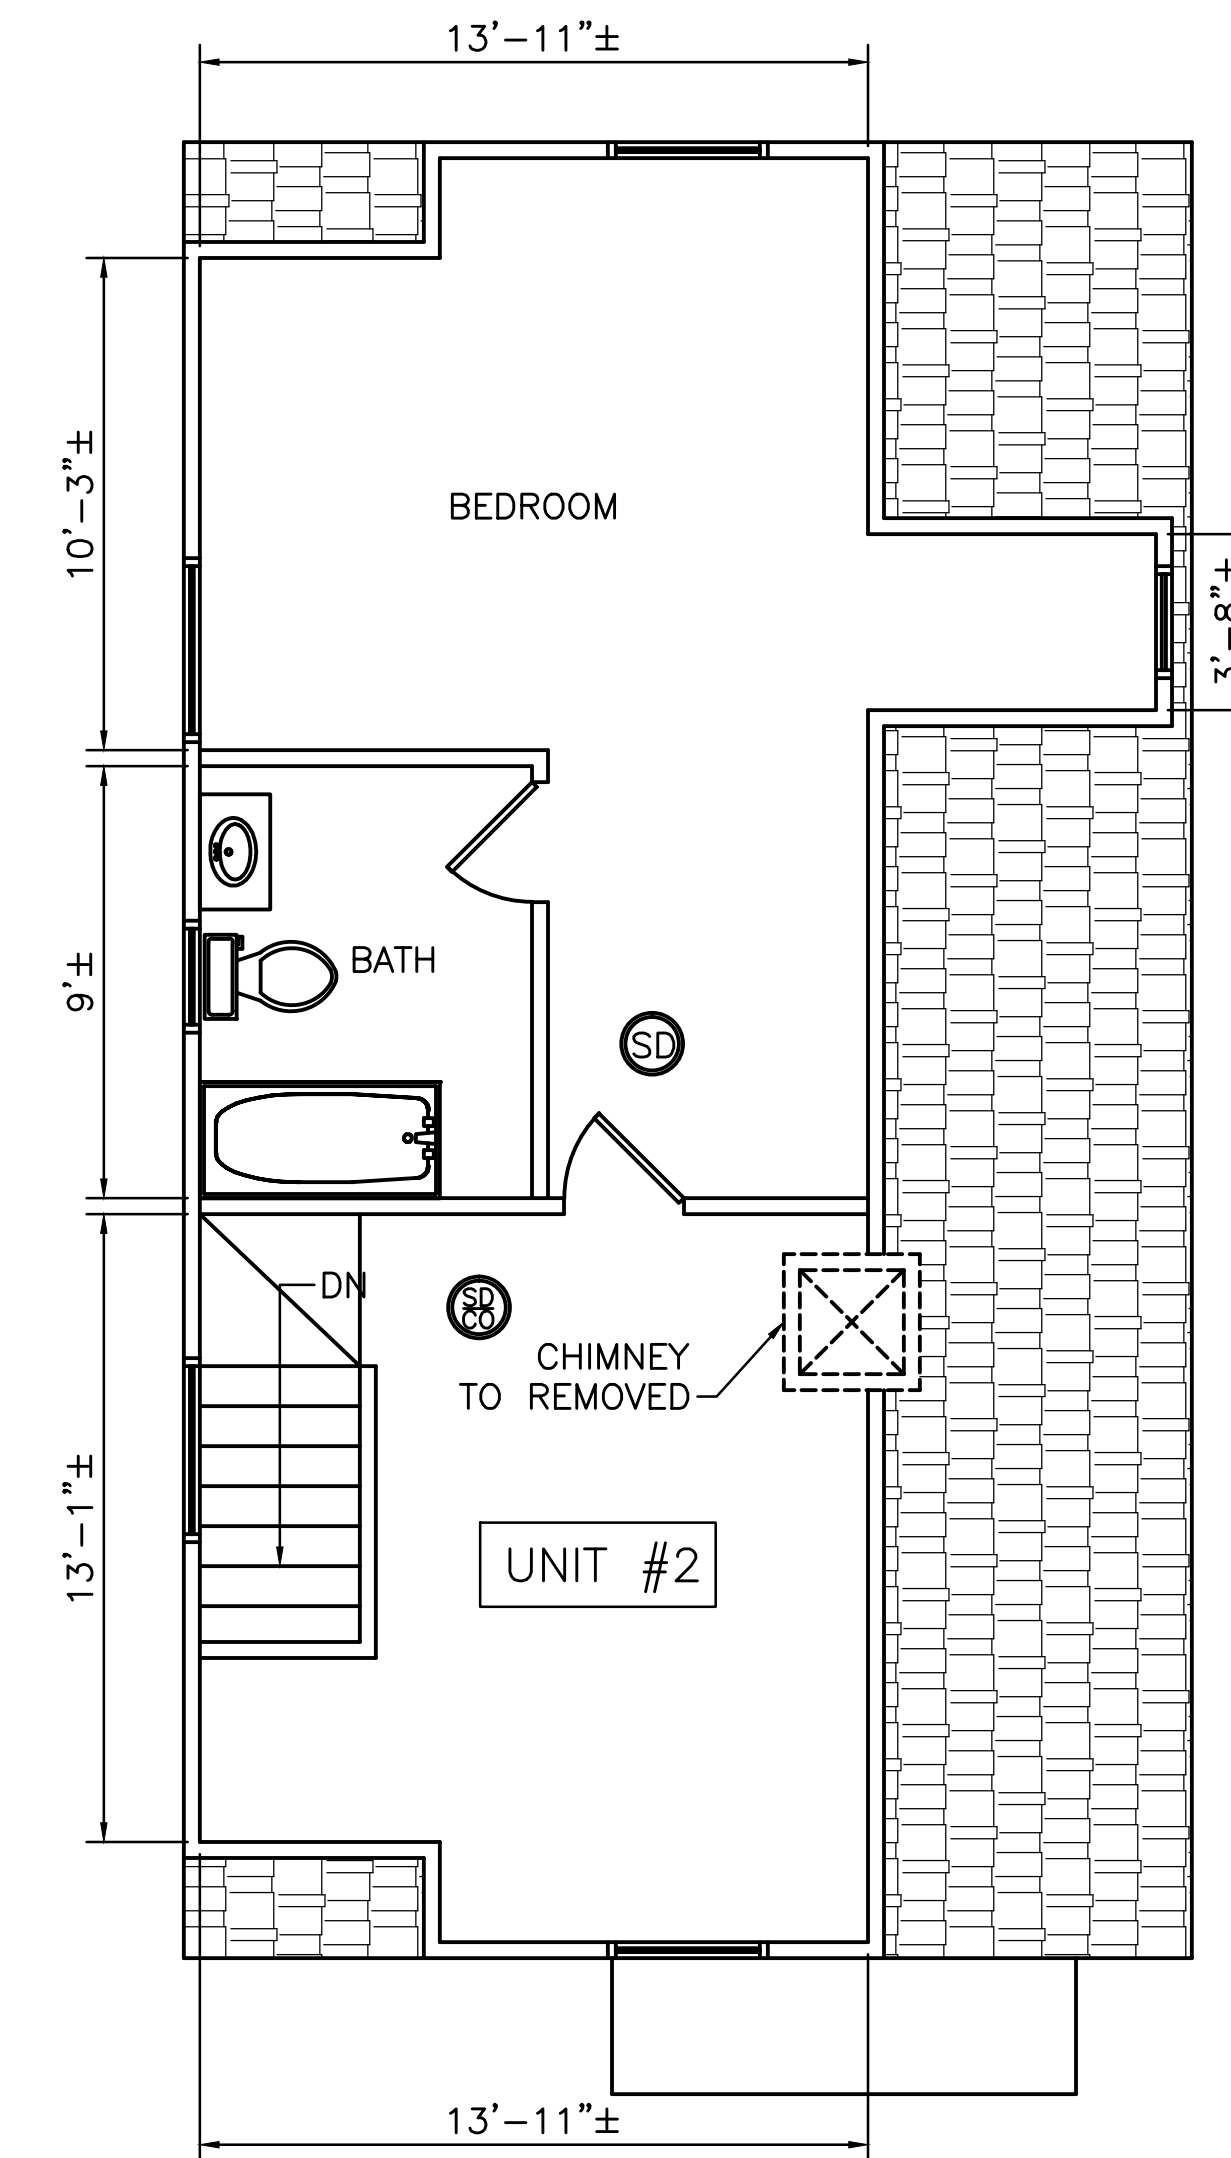 13'-11"±
10'-3"±
BEDROOM
3'-8"±
BATH
9'±
SD
DN
SD
CO
CHIMNEY
TO REMOVED
13'-1"±
UNIT #2
13'-11"±